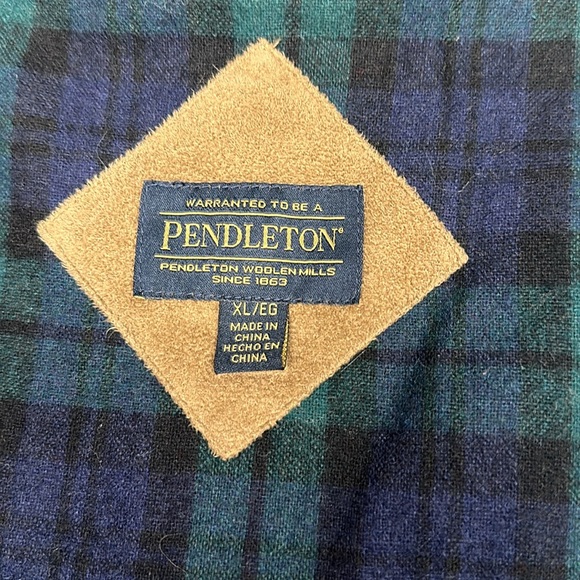 WARRANTED TO BE A
PENDLETON®
PENDLETON WOOLEN MILLS
SINCE 1863
XL/EG
MADE IN
CHINA
HECHO EN
CHINA